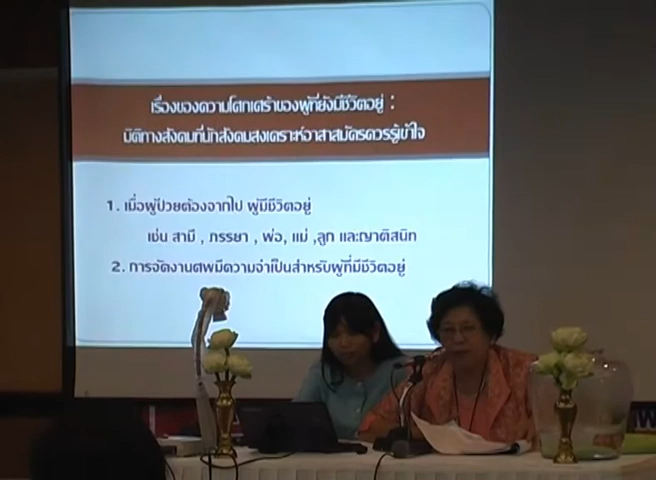 เรื่องของความโศกเศร้าของผู้ที่ยังมีชีวิตอยู่ :
มิติทางสังคมที่นักสังคมสงเคราะห์อาสาสมัครควรรู้เข้าใจ
1. เมื่อผู้ป่วยต้องจากไป ผู้มีชีวิตอยู่
เช่น สามี , ภรรยา , พ่อ, แม่ ,ลูก และญาติสนิท
2. การจัดงานศพมีความจำเป็นสำหรับผู้ที่มีชีวิตอยู่